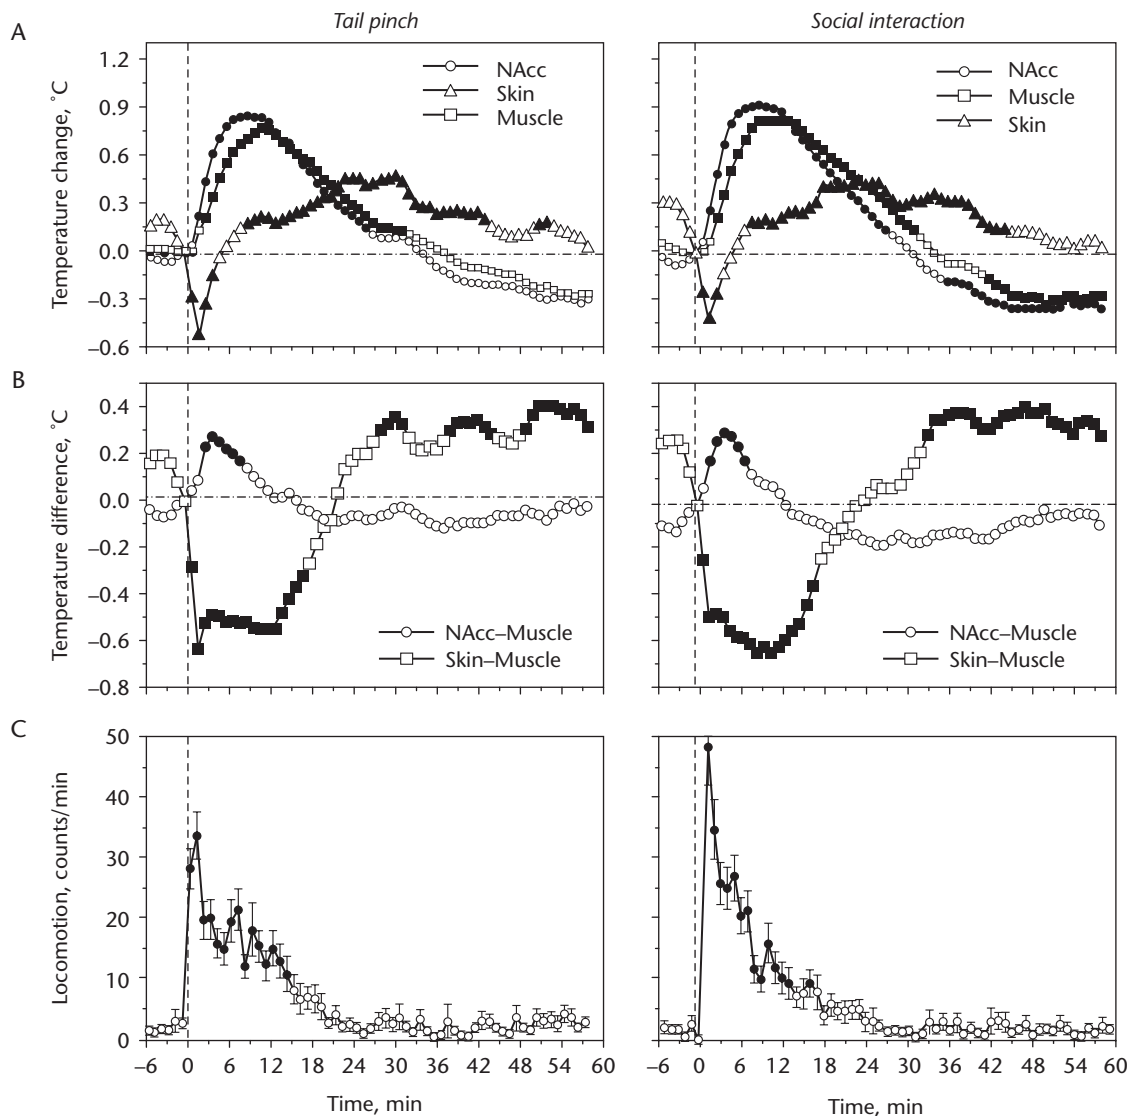 Tail pinch
Social interaction
A
Temperature change, ˚C
1.2
0.9
0.6
0.3
0.0
–0.3
–0.6
NAcc
Skin
Muscle
NAcc
Muscle
Skin
B
Temperature difference, ˚C
0.4
0.2
0.0
–0.2
–0.4
–0.6
–0.8
NAcc–Muscle
Skin–Muscle
NAcc–Muscle
Skin–Muscle
C
Locomotion, counts/min
50
40
30
20
10
0
–6 0 6 12 18 24 30 36 42 48 54 60
–6 0 6 12 18 24 30 36 42 48 54 60
Time, min
Time, min